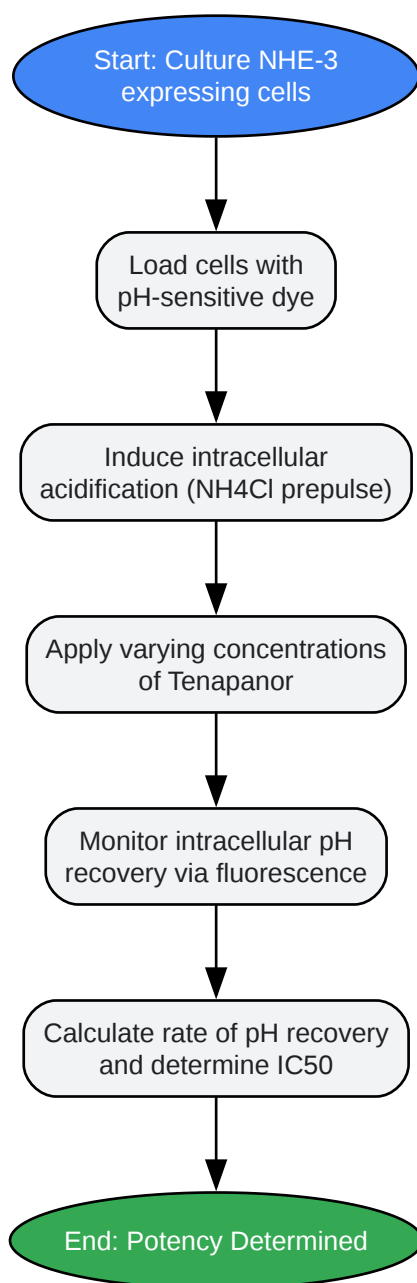 Start: Culture NHE-3
expressing cells
Load cells with
pH-sensitive dye
Induce intracellular
acidification (NH4Cl prepulse)
Apply varying concentrations
of Tenapanor
Monitor intracellular pH
recovery via fluorescence
Calculate rate of pH recovery
and determine IC50
End: Potency Determined